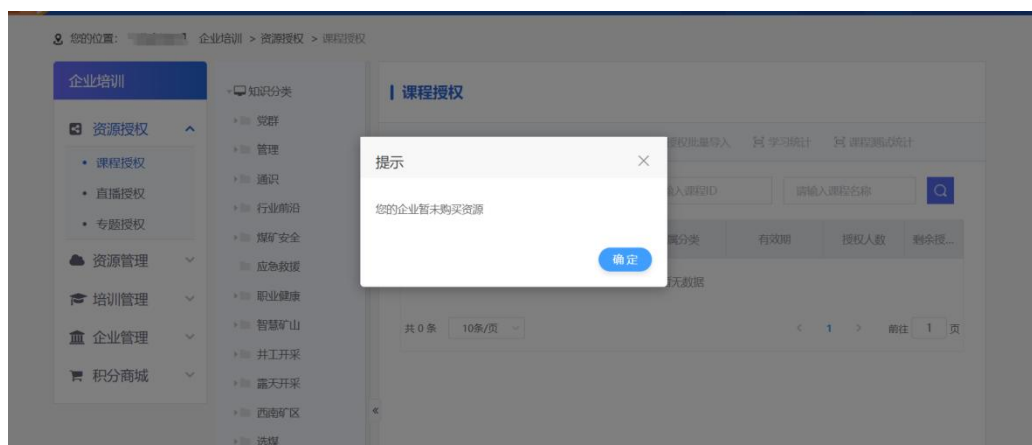 您的位置： 企业培训 > 资源授权 > 课程授权
企业培训
资源授权
课程授权
直播授权
专题授权
资源管理
培训管理
企业管理
积分商城
知识分类
党群
管理
通识
行业前沿
煤矿安全
应急救援
职业健康
智慧矿山
井工开采
露天开采
西南矿区
选煤
课程授权
授权批量导入 学习统计 课程测试统计
输入课程ID 请输入课程名称
属分类 有效期 授权人数 剩余授...
暂无数据
共 0 条 10条/页 1 前往 1 页
提示
您的企业暂未购买资源
确定